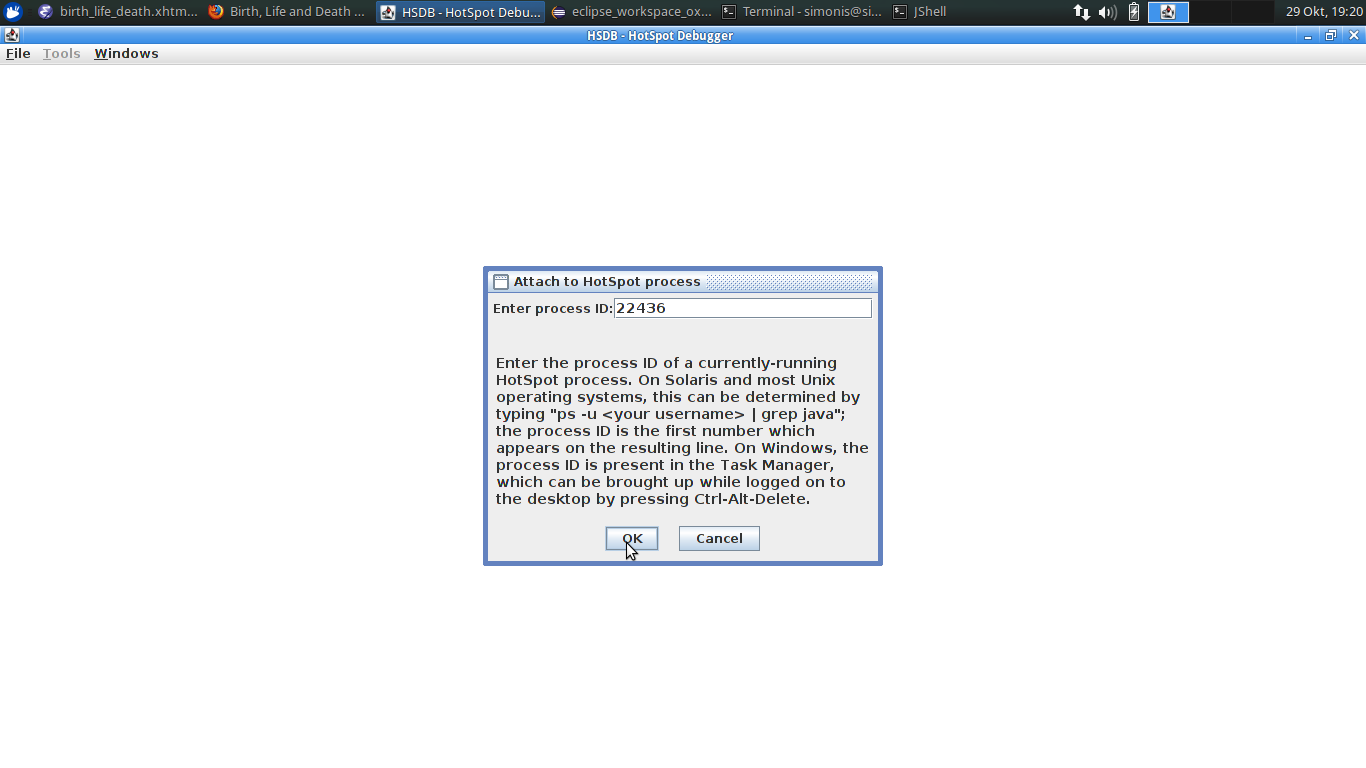 birth_life_death.xhtm...
Birth, Life and Death ...
HSDB - HotSpot Debu...
eclipse_workspace_ox...
Terminal - simonis@si...
JShell
29 Okt, 19:20
HSDB - HotSpot Debugger
File Tools Windows
Attach to HotSpot process
Enter process ID: 22436
Enter the process ID of a currently-running
HotSpot process. On Solaris and most Unix
operating systems, this can be determined by
typing "ps -u <your username> | grep java";
the process ID is the first number which
appears on the resulting line. On Windows, the
process ID is present in the Task Manager,
which can be brought up while logged on to
the desktop by pressing Ctrl-Alt-Delete.
OK Cancel